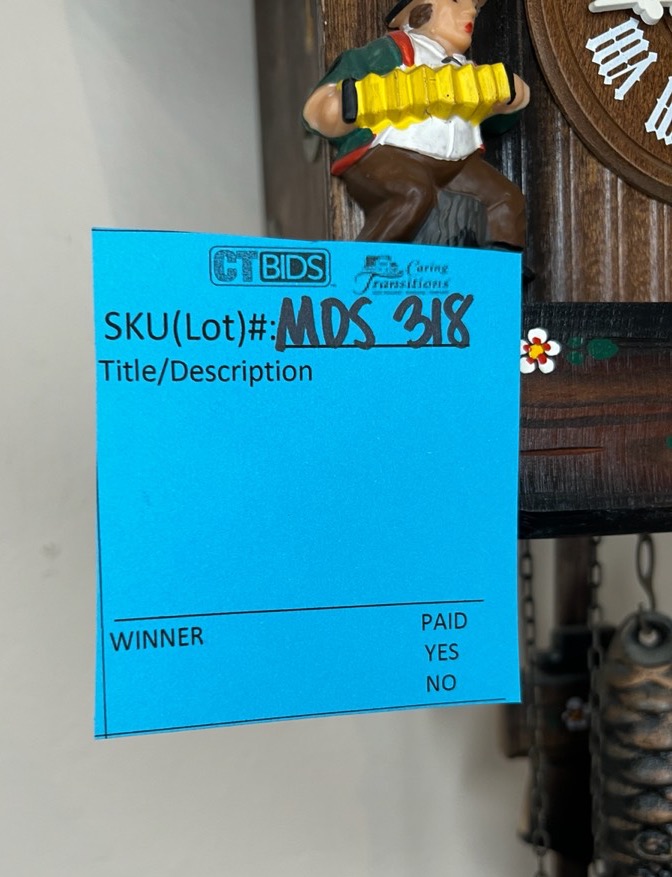 CTBIDS
Caring
Transitions
SKU(Lot)#:MDS 318
Title/Description
WINNER
PAID
YES
NO